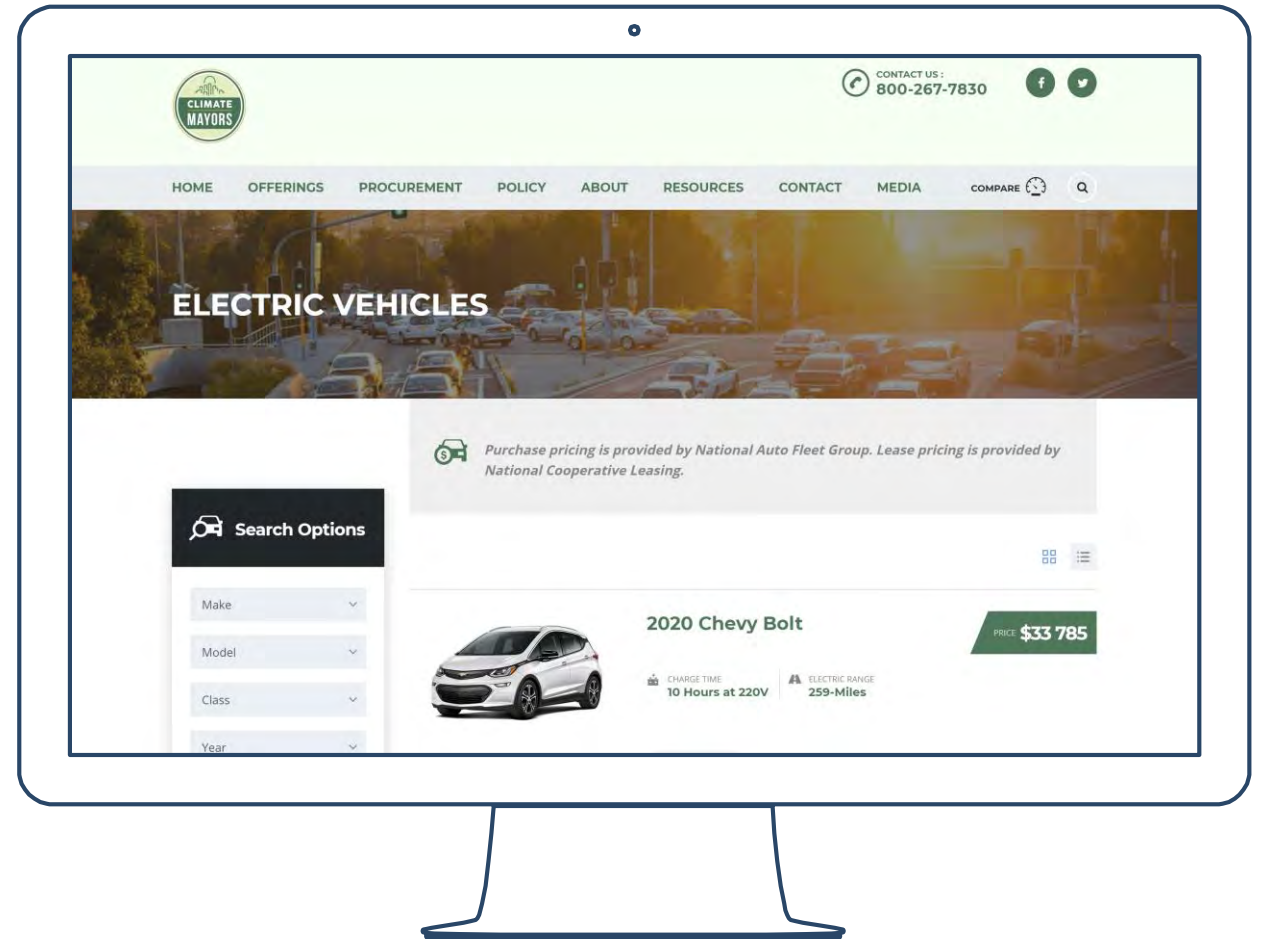 CLIMATE
MAYORS
CONTACT US :
800-267-7830
HOME OFFERINGS PROCUREMENT POLICY ABOUT RESOURCES CONTACT MEDIA COMPARE
ELECTRIC VEHICLES
Purchase pricing is provided by National Auto Fleet Group. Lease pricing is provided by
National Cooperative Leasing.
Search Options
Make
Model
Class
Year
2020 Chevy Bolt
PRICE $33 785
CHARGE TIME
10 Hours at 220V
ELECTRIC RANGE
259-Miles